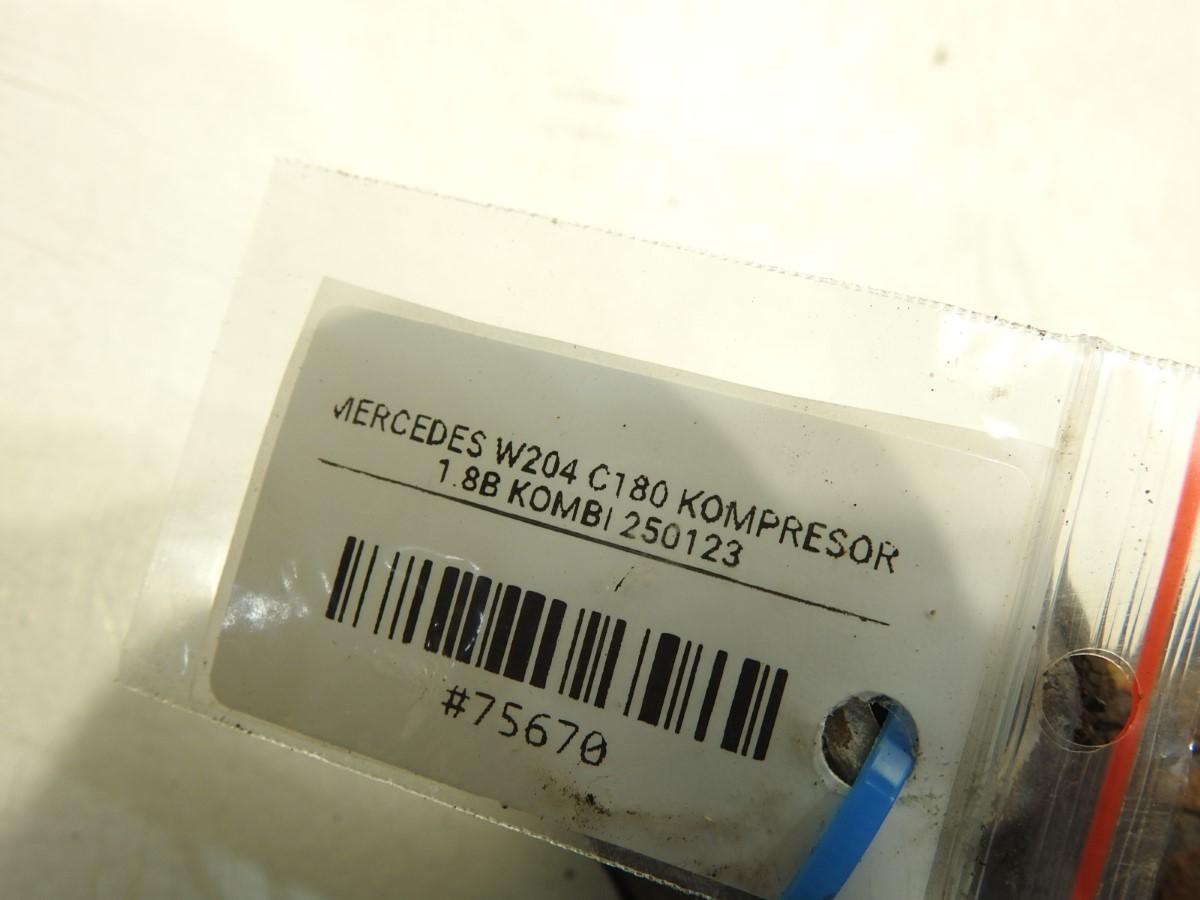 MERCEDES W204 C180 KOMPRESOR
1.8B KOMBI 250123
#75670